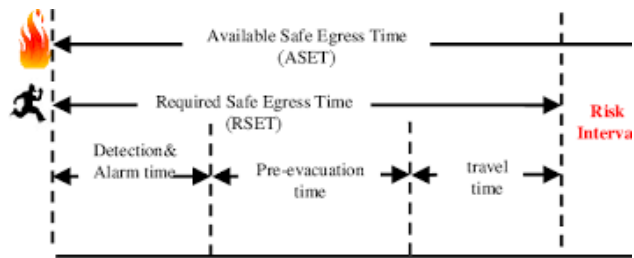 Available Safe Egress Time
(ASET)
Required Safe Egress Time
(RSET)
Risk
Interva
Detection&
Alarm time
Pre-evacuation
time
travel
time